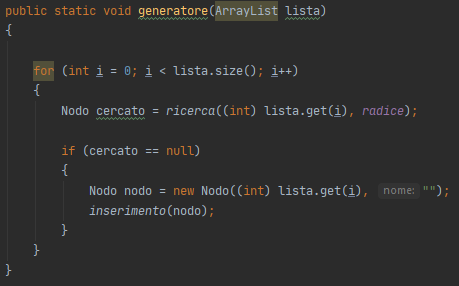 public static void generatore(ArrayList lista)
{
for (int i = 0; i < lista.size(); i++)
{
Nodo cercato = ricerca((int) lista.get(i), radice);
if (cercato == null)
{
Nodo nodo = new Nodo((int) lista.get(i), nome: "");
inserimento(nodo);
}
}
}